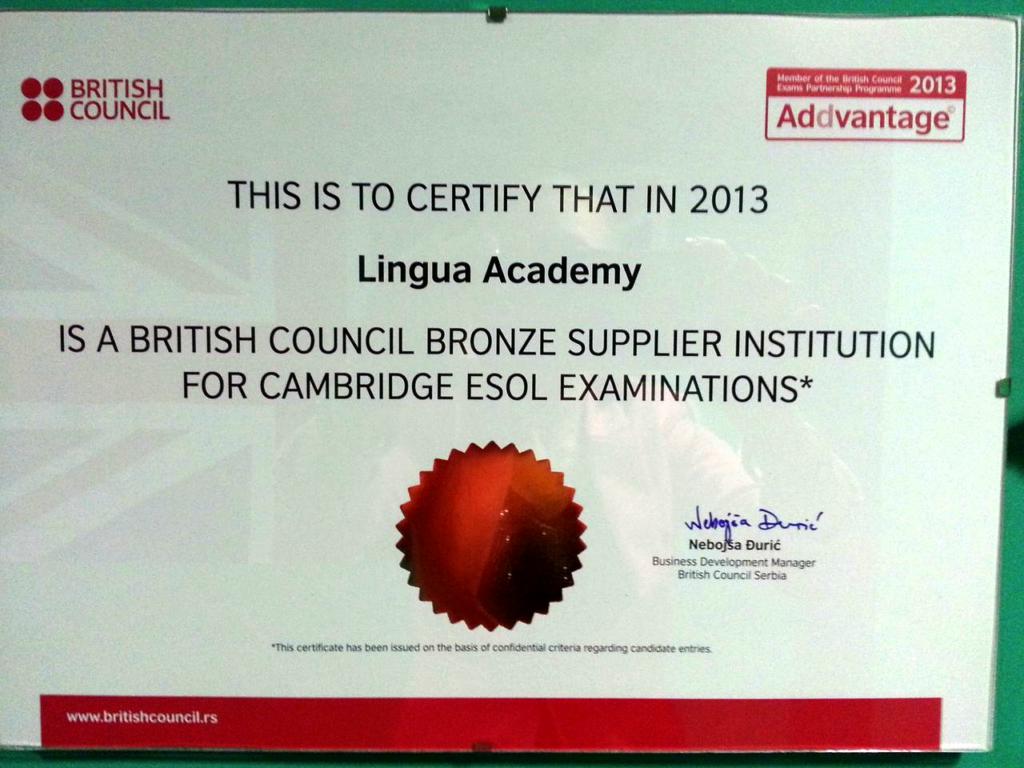 BRITISH
COUNCIL
Member of the British Council
Exams Partnership Programme 2013
Addvantage©
THIS IS TO CERTIFY THAT IN 2013
Lingua Academy
IS A BRITISH COUNCIL BRONZE SUPPLIER INSTITUTION
FOR CAMBRIDGE ESOL EXAMINATIONS*
Nebojša Đurić
Nebojša Đurić
Business Development Manager
British Council Serbia
*This certificate has been issued on the basis of confidential criteria regarding candidate entries.
www.britishcouncil.rs